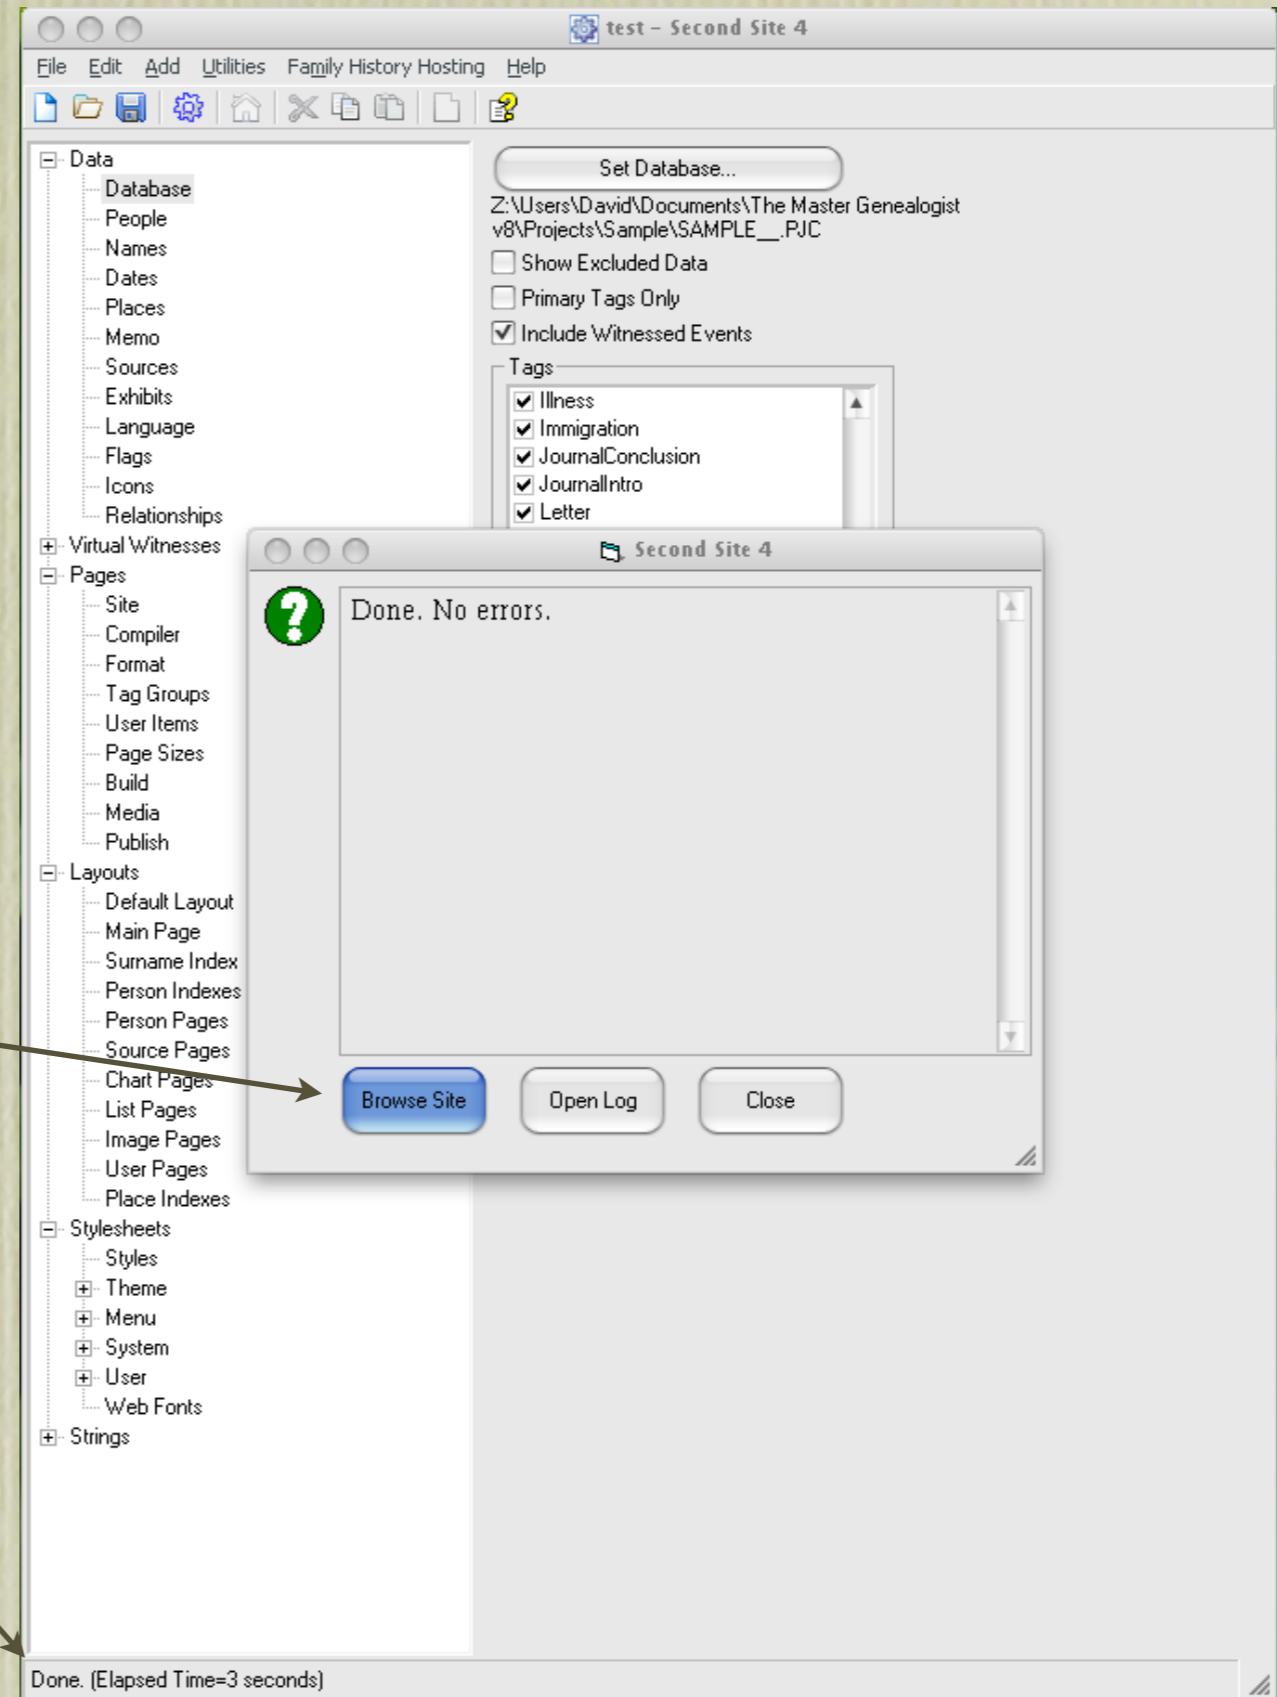 test – Second Site 4
File Edit Add Utilities Family History Hosting Help
Data
Database
People
Names
Dates
Places
Memo
Sources
Exhibits
Language
Flags
Icons
Relationships
Virtual Witnesses
Pages
Site
Compiler
Format
Tag Groups
User Items
Page Sizes
Build
Media
Publish
Layouts
Default Layout
Main Page
Surname Index
Person Indexes
Person Pages
Source Pages
Chart Pages
List Pages
Image Pages
User Pages
Place Indexes
Stylesheets
Styles
Theme
Menu
System
User
Web Fonts
Strings
Set Database...
Z:\Users\David\Documents\The Master Genealogist
v8\Projects\Sample\SAMPLE__.PJC
Show Excluded Data
Primary Tags Only
Include Witnessed Events
Tags
Illness
Immigration
JournalConclusion
JournalIntro
Letter
Second Site 4
Done. No errors.
Browse Site Open Log Close
Done. (Elapsed Time=3 seconds)